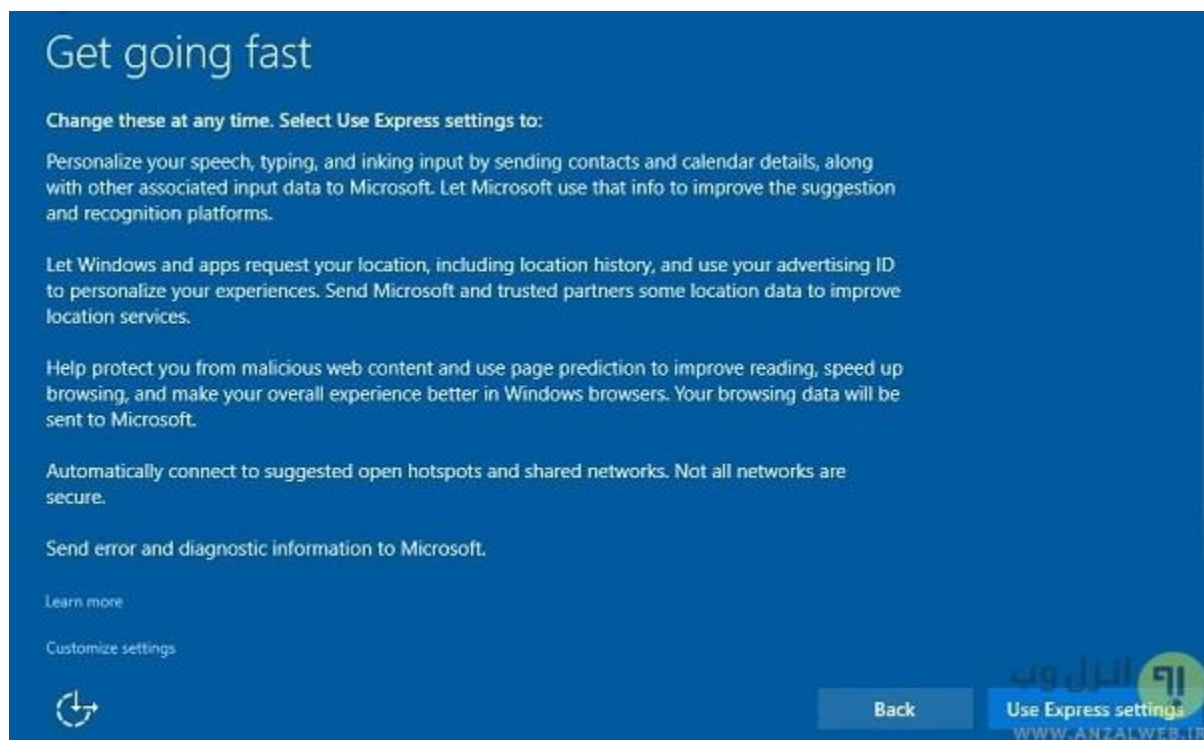 Get going fast
Change these at any time. Select Use Express settings to:
Personalize your speech, typing, and inking input by sending contacts and calendar details, along
with other associated input data to Microsoft. Let Microsoft use that info to improve the suggestion
and recognition platforms.
Let Windows and apps request your location, including location history, and use your advertising ID
to personalize your experiences. Send Microsoft and trusted partners some location data to improve
location services.
Help protect you from malicious web content and use page prediction to improve reading, speed up
browsing, and make your overall experience better in Windows browsers. Your browsing data will be
sent to Microsoft.
Automatically connect to suggested open hotspots and shared networks. Not all networks are
secure.
Send error and diagnostic information to Microsoft.
Learn more
Customize settings
انزل وب
Back
Use Express settings
WWW.ANZALWEB.IR